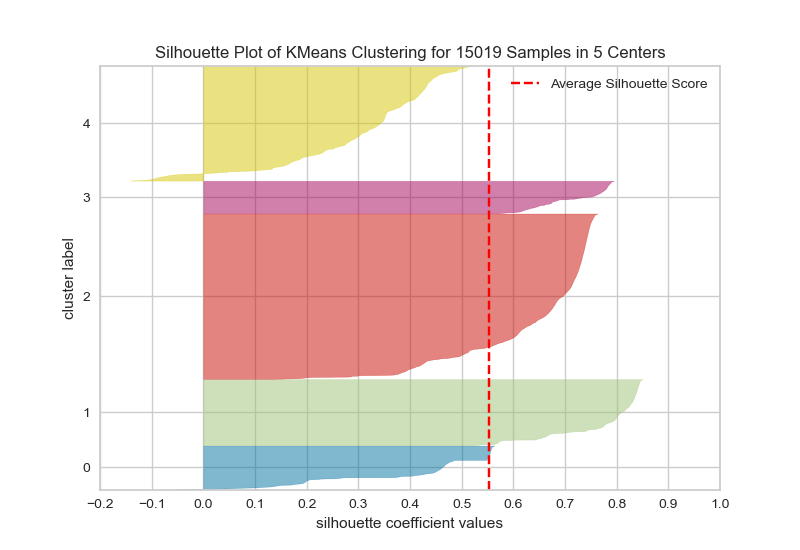 Silhouette Plot of KMeans Clustering for 15019 Samples in 5 Centers
Average Silhouette Score
cluster label
4
3
2
1
0
−0.2 −0.1 0.0 0.1 0.2 0.3 0.4 0.5 0.6 0.7 0.8 0.9 1.0
silhouette coefficient values